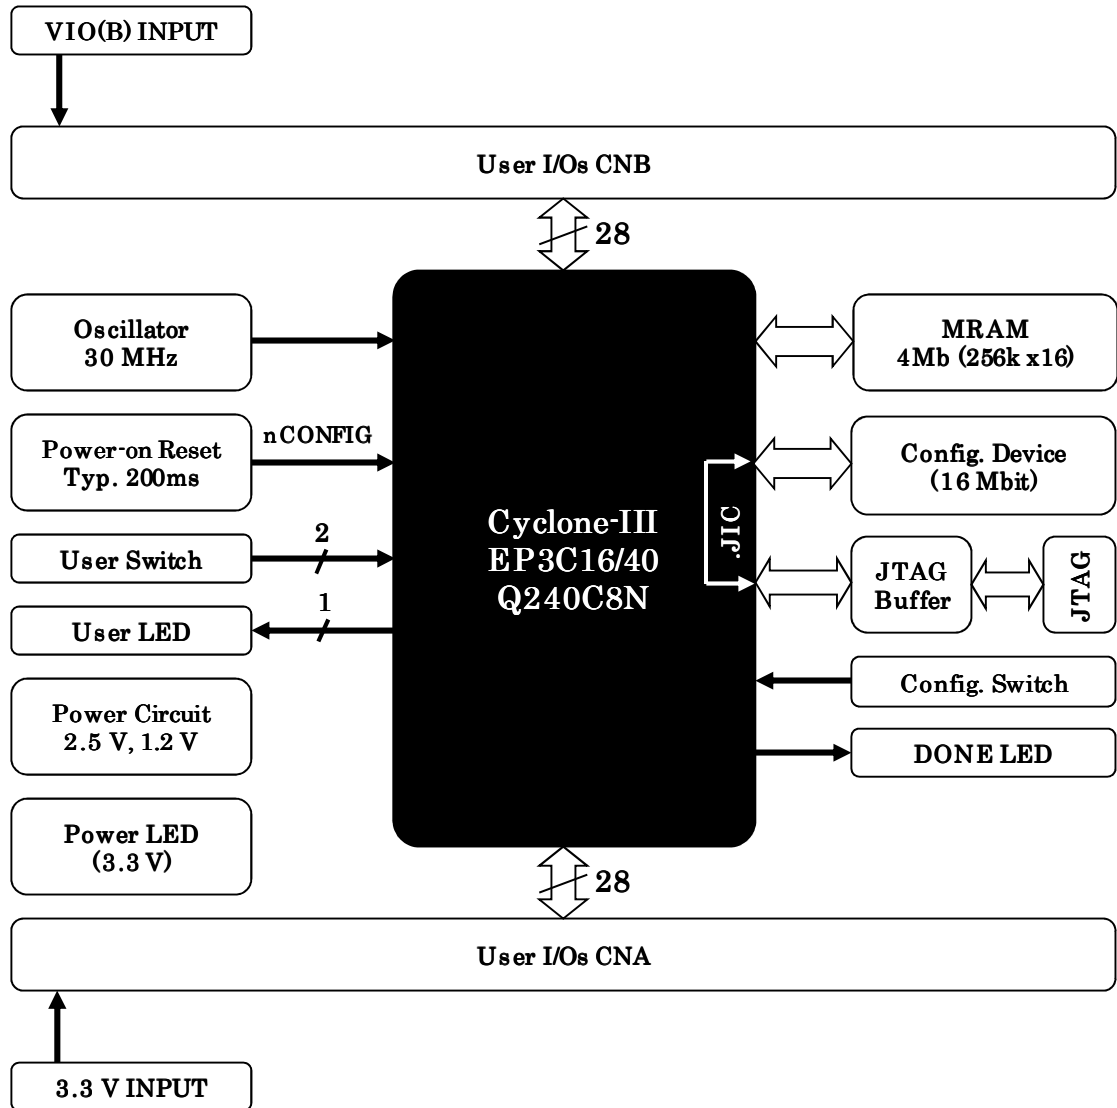 VIO(B) INPUT
User I/Os CNB
28
Oscillator
30 MHz
MRAM
4Mb (256k x16)
Power-on Reset
Typ. 200ms
nCONFIG
Config. Device
(16 Mbit)
Cyclone-III
EP3C16/40
Q240C8N
.JIC
User Switch
2
JTAG
Buffer
JTAG
User LED
1
Config. Switch
Power Circuit
2.5 V, 1.2 V
DONE LED
Power LED
(3.3 V)
28
User I/Os CNA
3.3 V INPUT